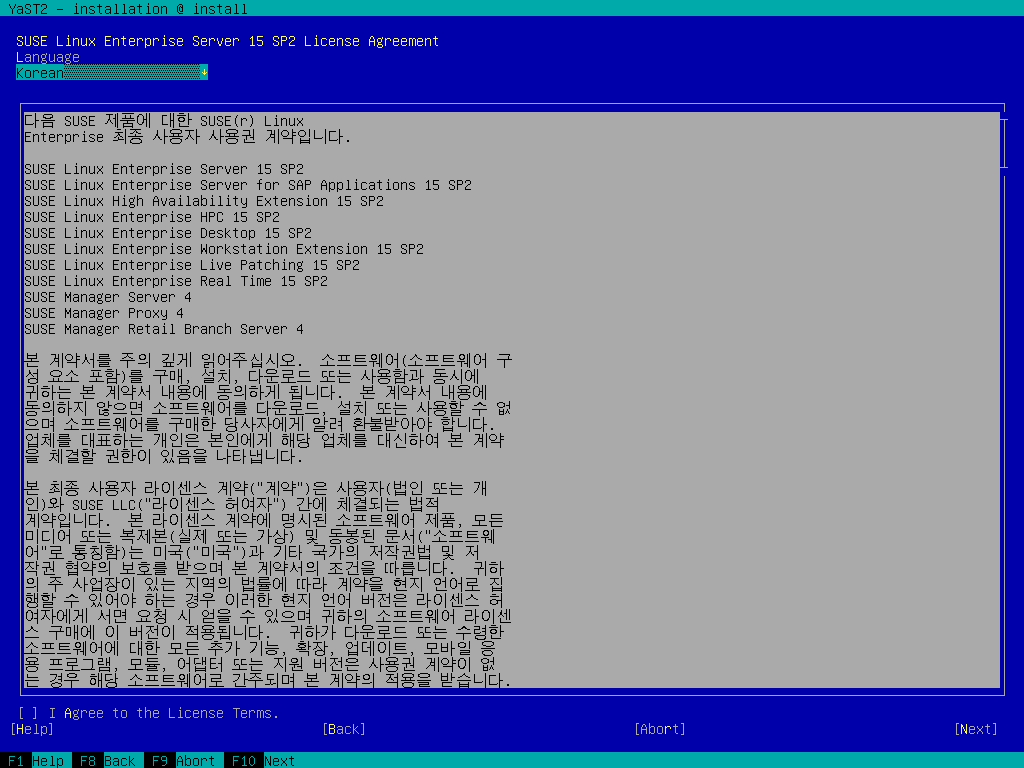 YaST2 - installation @ install
SUSE Linux Enterprise Server 15 SP2 License Agreement
Language
Korean
다음 SUSE 제품에 대한 SUSE(r) Linux
Enterprise 최종 사용자 사용권 계약입니다.
SUSE Linux Enterprise Server 15 SP2
SUSE Linux Enterprise Server for SAP Applications 15 SP2
SUSE Linux High Availability Extension 15 SP2
SUSE Linux Enterprise HPC 15 SP2
SUSE Linux Enterprise Desktop 15 SP2
SUSE Linux Enterprise Workstation Extension 15 SP2
SUSE Linux Enterprise Live Patching 15 SP2
SUSE Linux Enterprise Real Time 15 SP2
SUSE Manager Server 4
SUSE Manager Proxy 4
SUSE Manager Retail Branch Server 4
본 계약서를 주의 깊게 읽어주십시오. 소프트웨어(소프트웨어 구
성 요소 포함)를 구매, 설치, 다운로드 또는 사용함과 동시에
귀하는 본 계약서 내용에 동의하게 됩니다. 본 계약서 내용에
동의하지 않으면 소프트웨어를 다운로드, 설치 또는 사용할 수 없
으며 소프트웨어를 구매한 당사자에게 알려 환불받아야 합니다.
업체를 대표하는 개인은 본인에게 해당 업체를 대신하여 본 계약
을 체결할 권한이 있음을 나타냅니다.
본 최종 사용자 라이센스 계약("계약")은 사용자(법인 또는 개
인)와 SUSE LLC("라이센스 허여자") 간에 체결되는 법적
계약입니다. 본 라이센스 계약에 명시된 소프트웨어 제품, 모든
미디어 또는 복제본(실제 또는 가상) 및 동봉된 문서("소프트웨
어"로 통칭함)는 미국("미국")과 기타 국가의 저작권법 및 저
작권 협약의 보호를 받으며 본 계약서의 조건을 따릅니다. 귀하
의 주 사업장이 있는 지역의 법률에 따라 계약을 현지 언어로 집
행할 수 있어야 하는 경우 이러한 현지 언어 버전은 라이센스 허
여자에게 서면 요청 시 얻을 수 있으며 귀하의 소프트웨어 라이센
스 구매에 이 버전이 적용됩니다. 귀하가 다운로드 또는 수령한
소프트웨어에 대한 모든 추가 기능, 확장, 업데이트, 모바일 응
용 프로그램, 모듈, 어댑터 또는 지원 버전은 사용권 계약이 없
는 경우 해당 소프트웨어로 간주되며 본 계약의 적용을 받습니다.
[ ] I Agree to the License Terms.
[Help] [Back] [Abort] [Next]
F1 Help F8 Back F9 Abort F10 Next